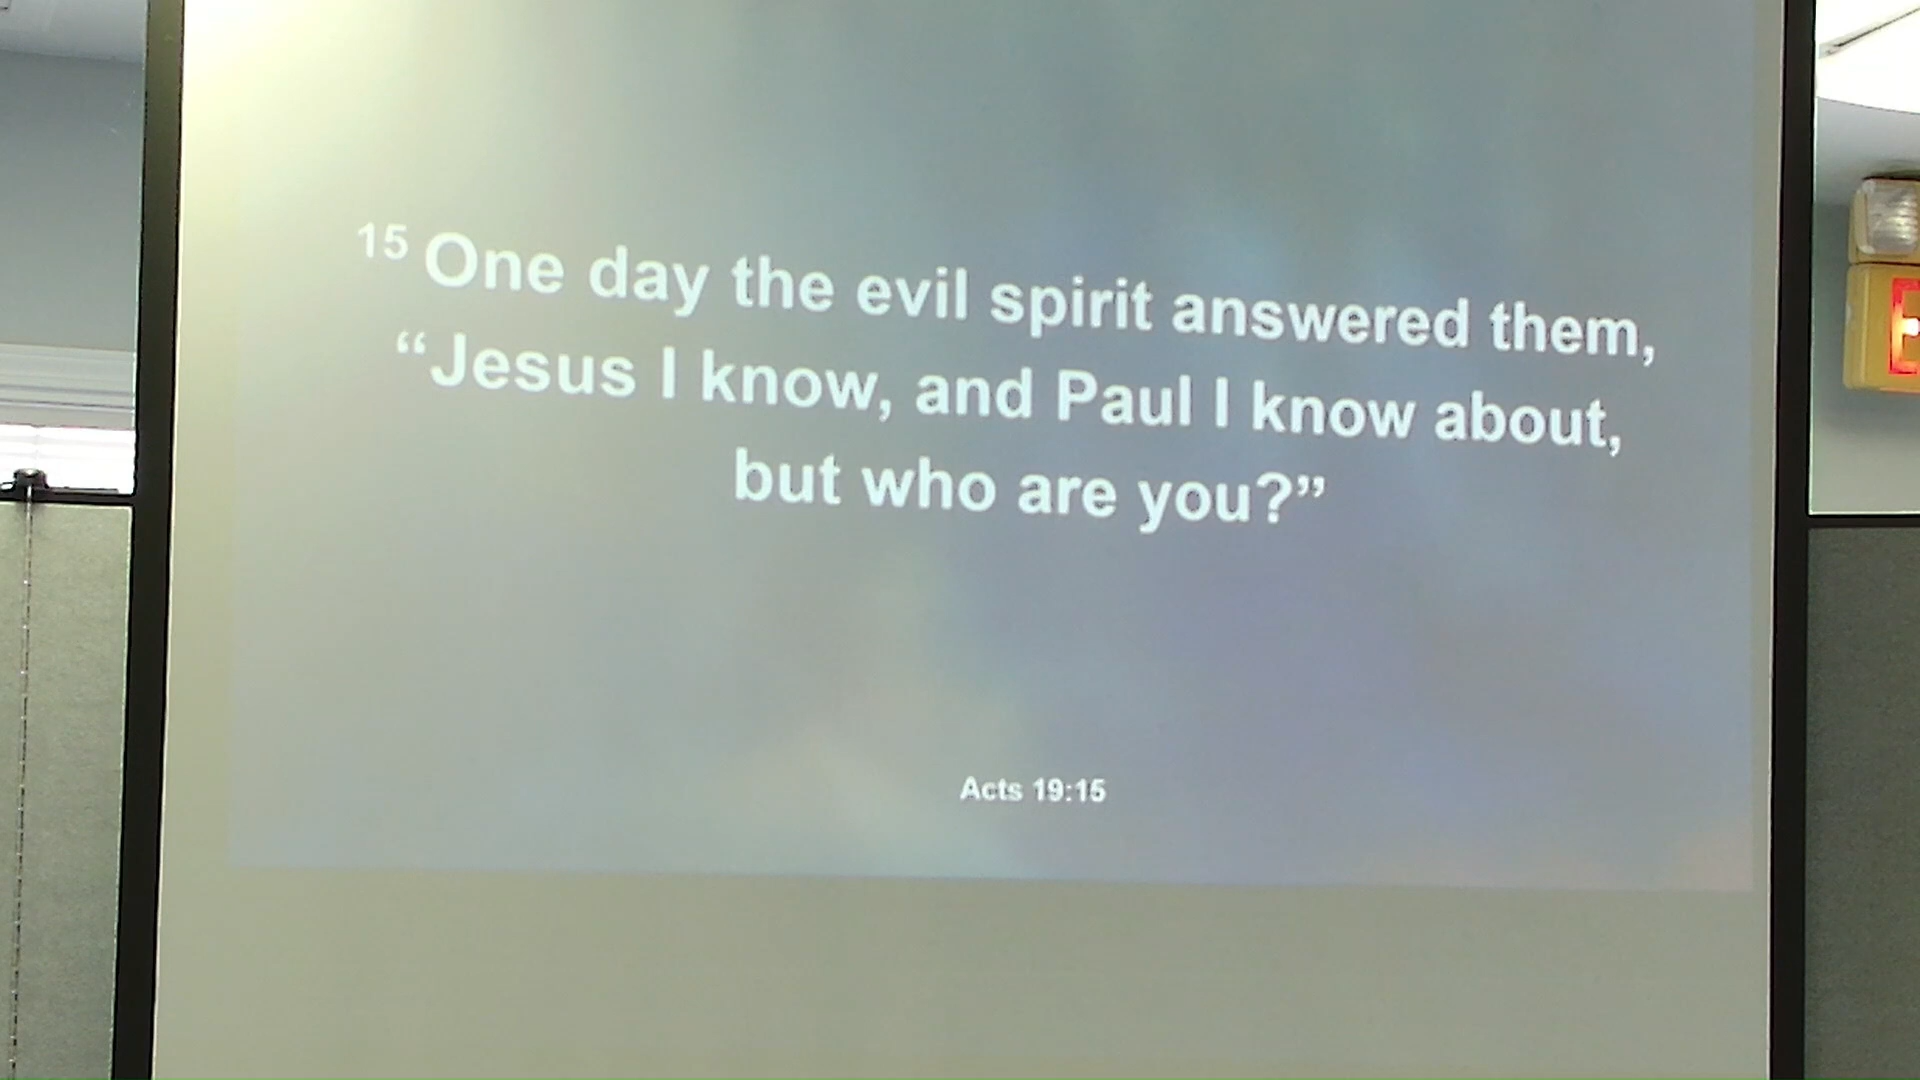 15 One day the evil spirit answered them,
“Jesus I know, and Paul I know about,
but who are you?”
Acts 19:15